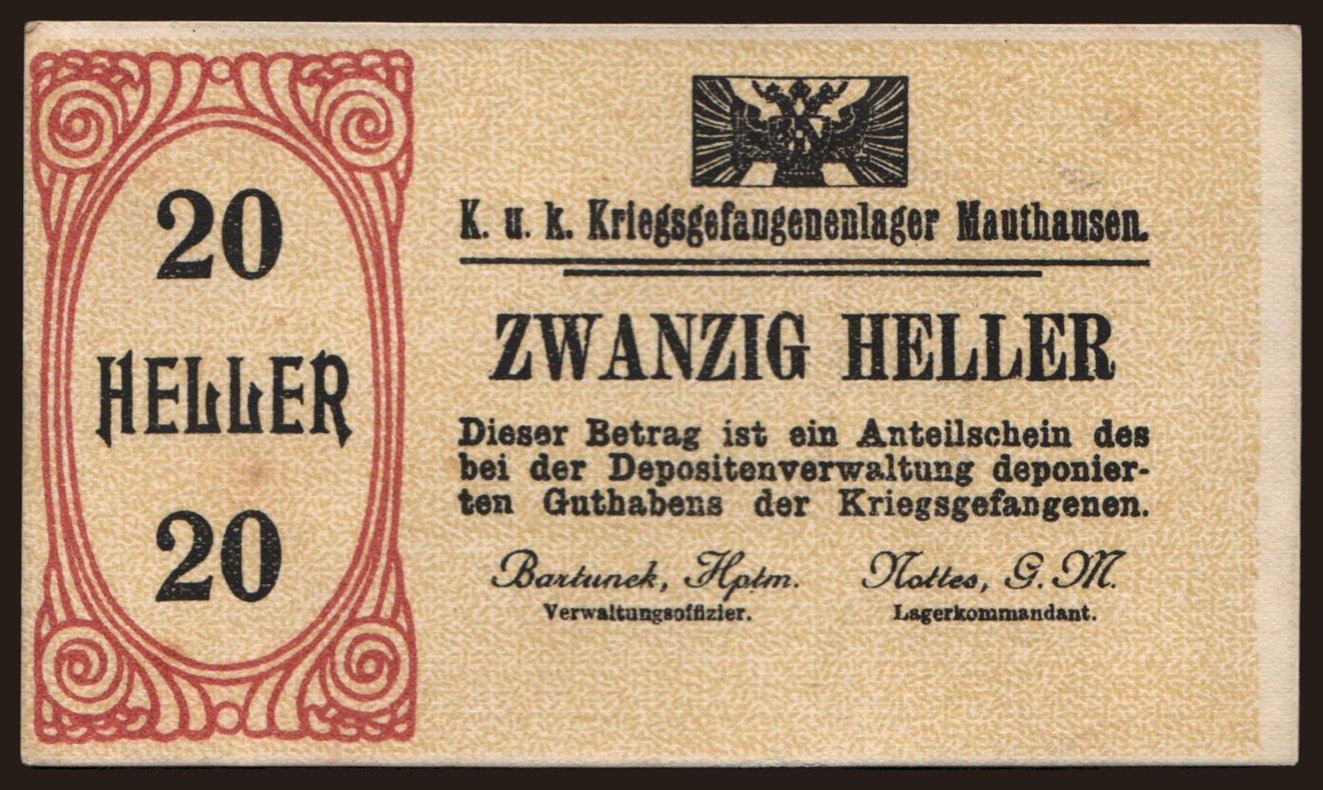 20
HELLER
20
K. u. k. Kriegsgefangenenlager Mauthausen.
ZWANZIG HELLER
Dieser Betrag ist ein Anteilschein des
bei der Depositenverwaltung deponier-
ten Guthabens der Kriegsgefangenen.
Bartunek, Hptm.
Verwaltungsoffizier.
Nottes, G. M.
Lagerkommandant.